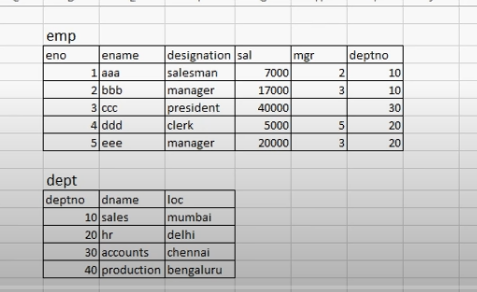 emp
eno ename designation sal mgr deptno
1 aaa salesman 7000 2 10
2 bbb manager 17000 3 10
3 ccc president 40000 30
4 ddd clerk 5000 5 20
5 eee manager 20000 3 20
dept
deptno dname loc
10 sales mumbai
20 hr delhi
30 accounts chennai
40 production bengaluru